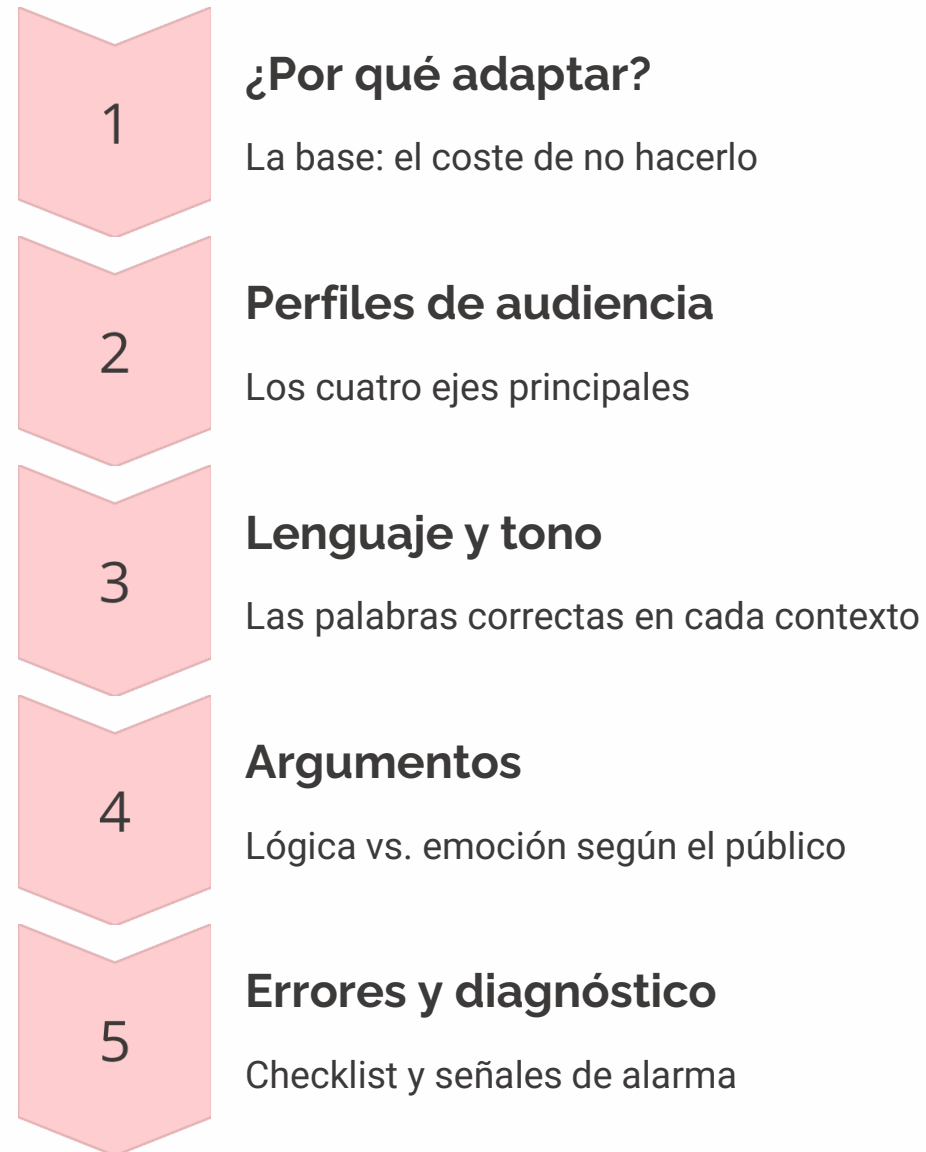 1
¿Por qué adaptar?
La base: el coste de no hacerlo
2
Perfiles de audiencia
Los cuatro ejes principales
3
Lenguaje y tono
Las palabras correctas en cada contexto
4
Argumentos
Lógica vs. emoción según el público
5
Errores y diagnóstico
Checklist y señales de alarma